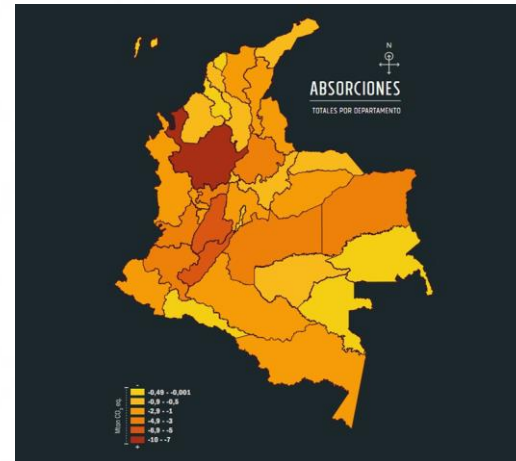 N
ABSORCIONES
TOTALES POR DEPARTAMENTO
Mton CO₂ eq.
-0,49 - -0,001
-0,9 - -0,5
-2,9 - -1
-4,9 - -3
-6,9 - -5
-10 - -7